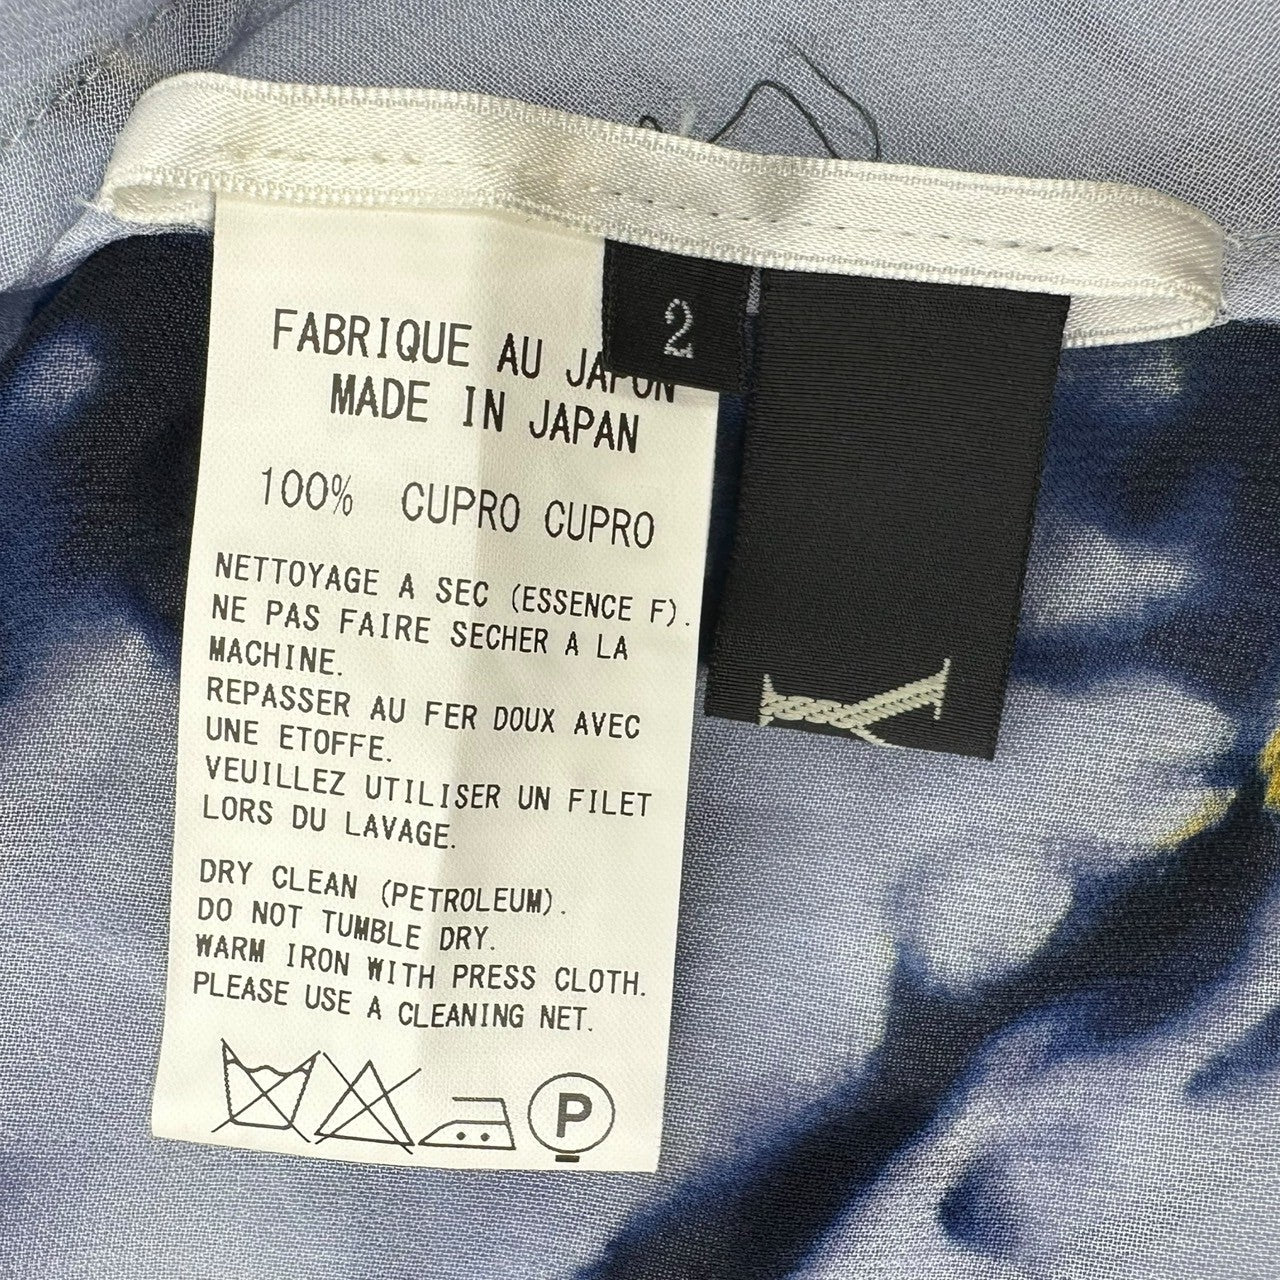 2
FABRIQUE AU JAPON
MADE IN JAPAN
100% CUPRO CUPRO
NETTOYAGE A SEC (ESSENCE F).
NE PAS FAIRE SECHER A LA
MACHINE.
REPASSER AU FER DOUX AVEC
UNE ETOFFE.
VEUILLEZ UTILISER UN FILET
LORS DU LAVAGE.
DRY CLEAN (PETROLEUM).
DO NOT TUMBLE DRY.
WARM IRON WITH PRESS CLOTH.
PLEASE USE A CLEANING NET.
P